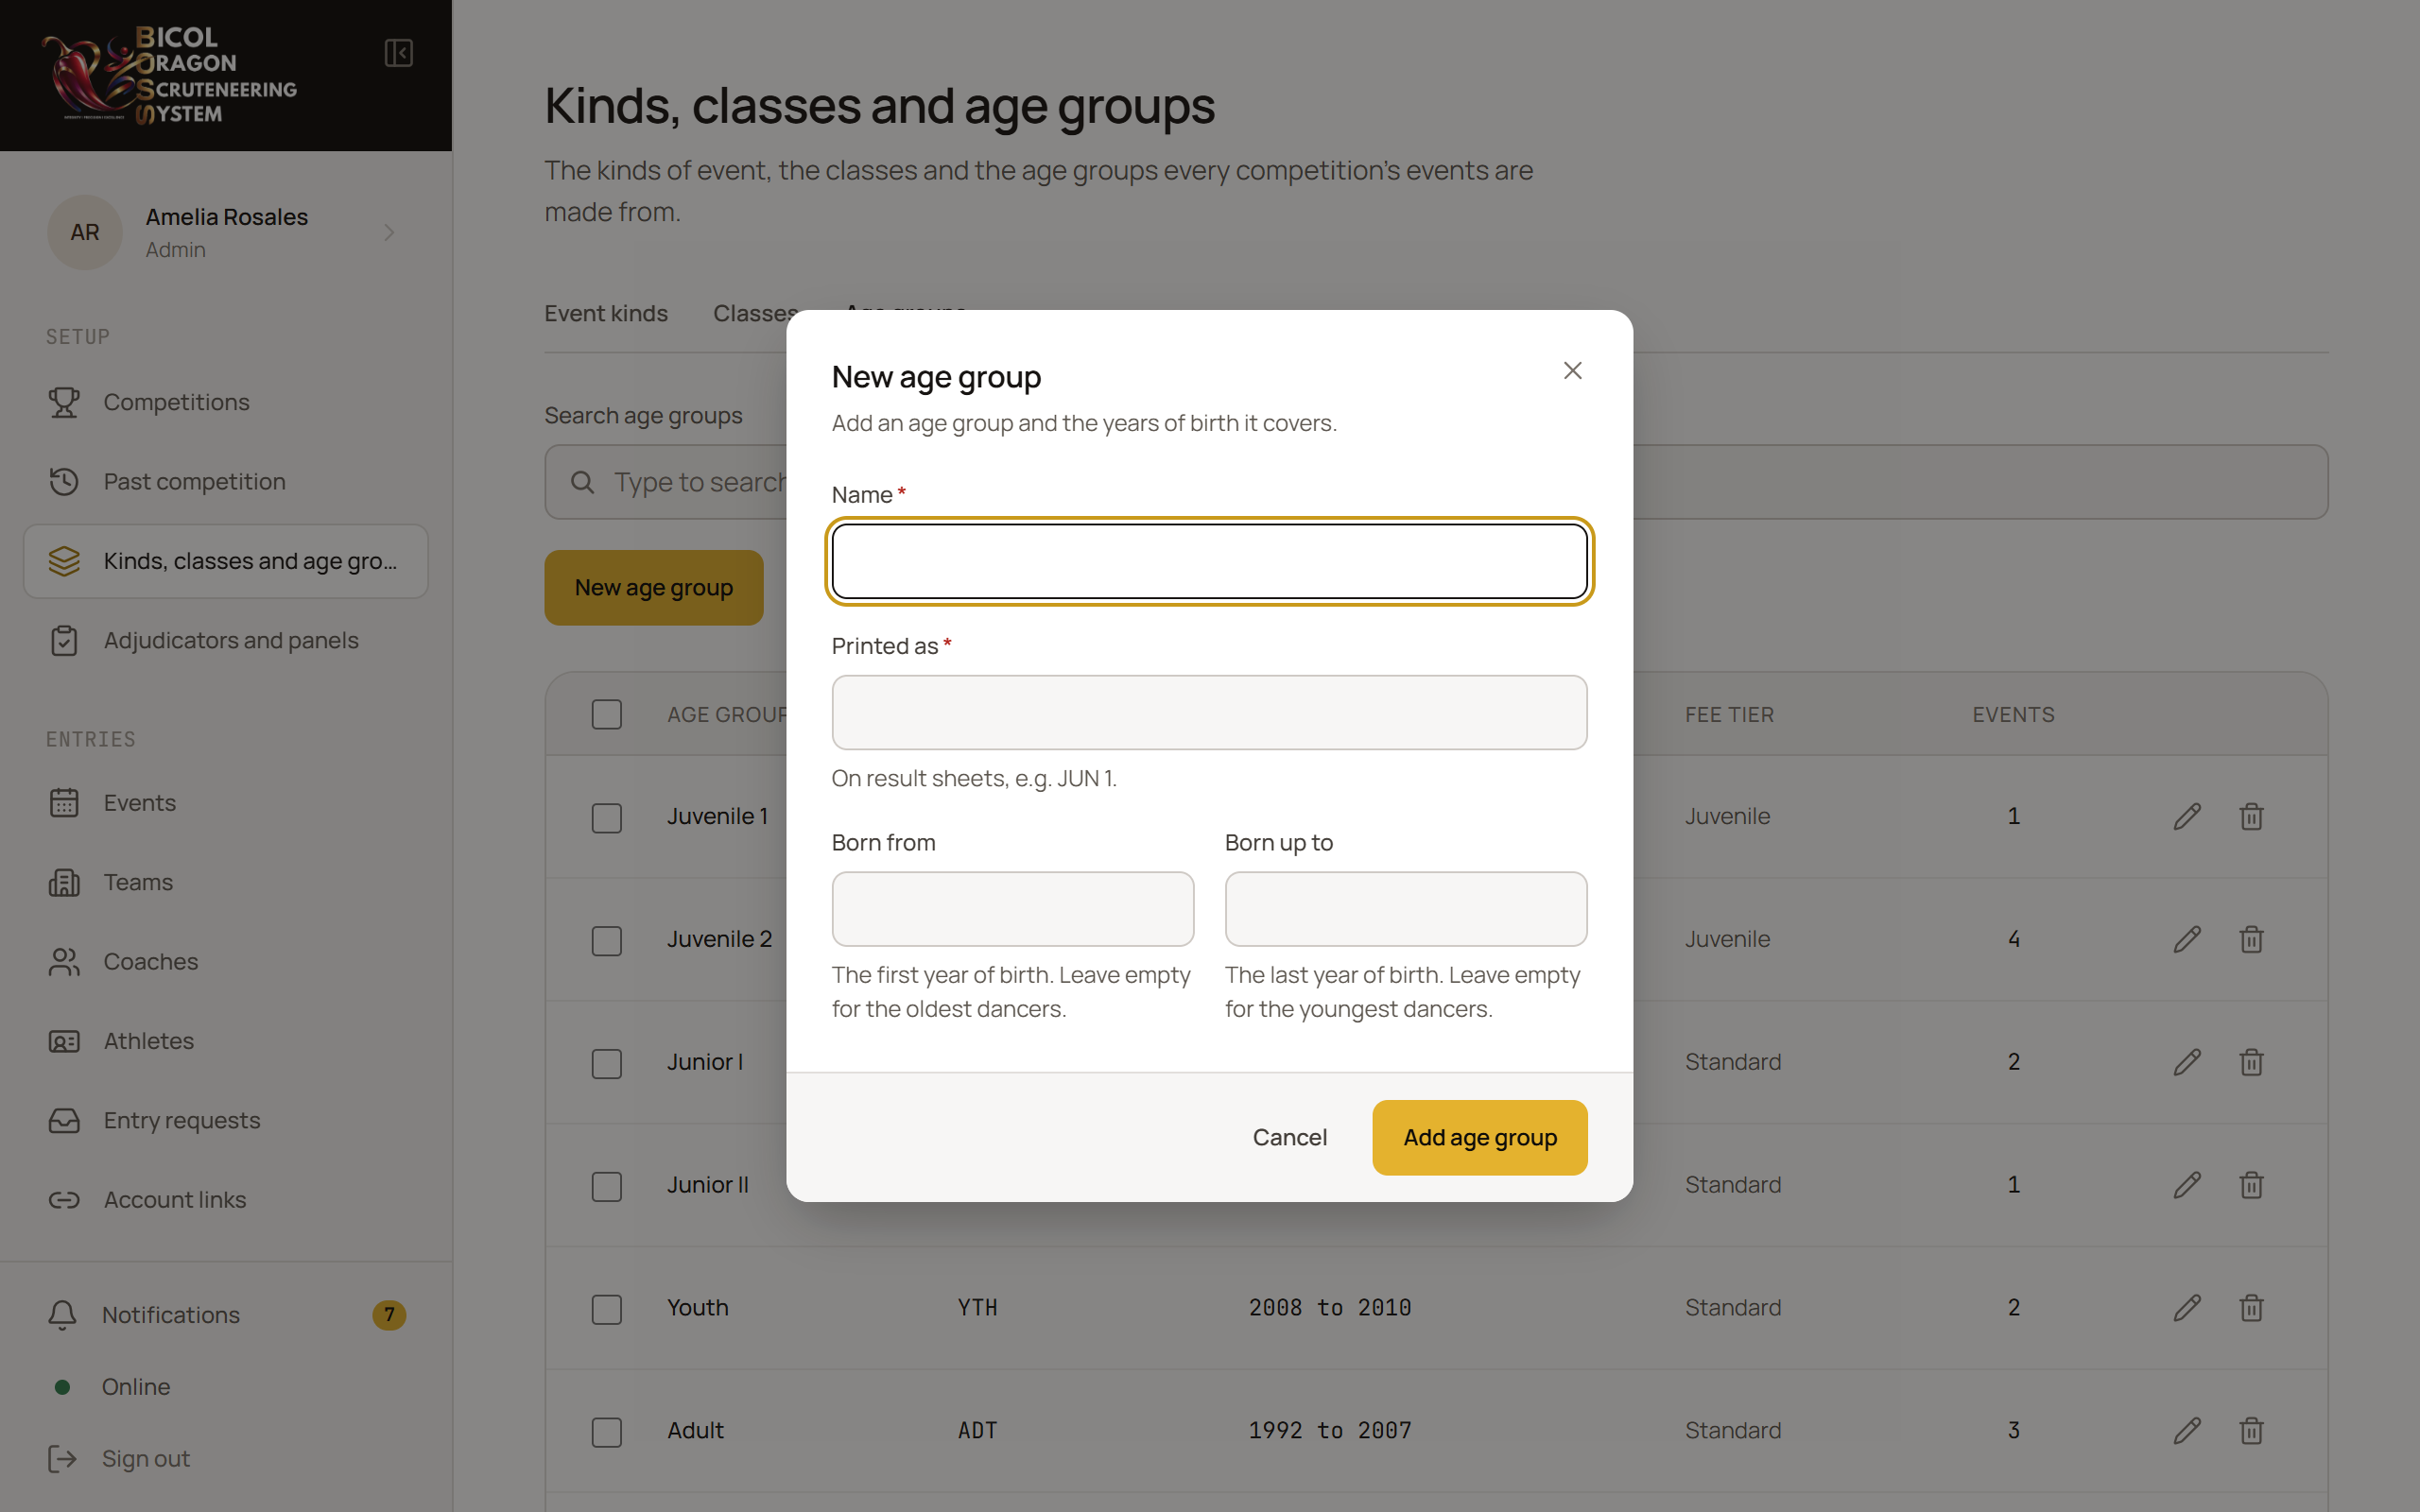 BICOL
DRAGON
SCRUTENEERING
SYSTEM
AR
Amelia Rosales
Admin
SETUP
Competitions
Past competition
Kinds, classes and age gro...
Adjudicators and panels
ENTRIES
Events
Teams
Coaches
Athletes
Entry requests
Account links
Notifications
7
Online
Sign out
Kinds, classes and age groups
The kinds of event, the classes and the age groups every competition's events are
made from.
Event kinds Classes
Search age groups
Type to search
New age group
AGE GROUP FEE TIER EVENTS
Juvenile 1 Juvenile 1
Juvenile 2 Juvenile 4
Junior I Standard 2
Junior II Standard 1
Youth YTH 2008 to 2010 Standard 2
Adult ADT 1992 to 2007 Standard 3
New age group
Add an age group and the years of birth it covers.
Name *
Printed as *
On result sheets, e.g. JUN 1.
Born from Born up to
The first year of birth. Leave empty
for the oldest dancers.
The last year of birth. Leave empty
for the youngest dancers.
Cancel
Add age group